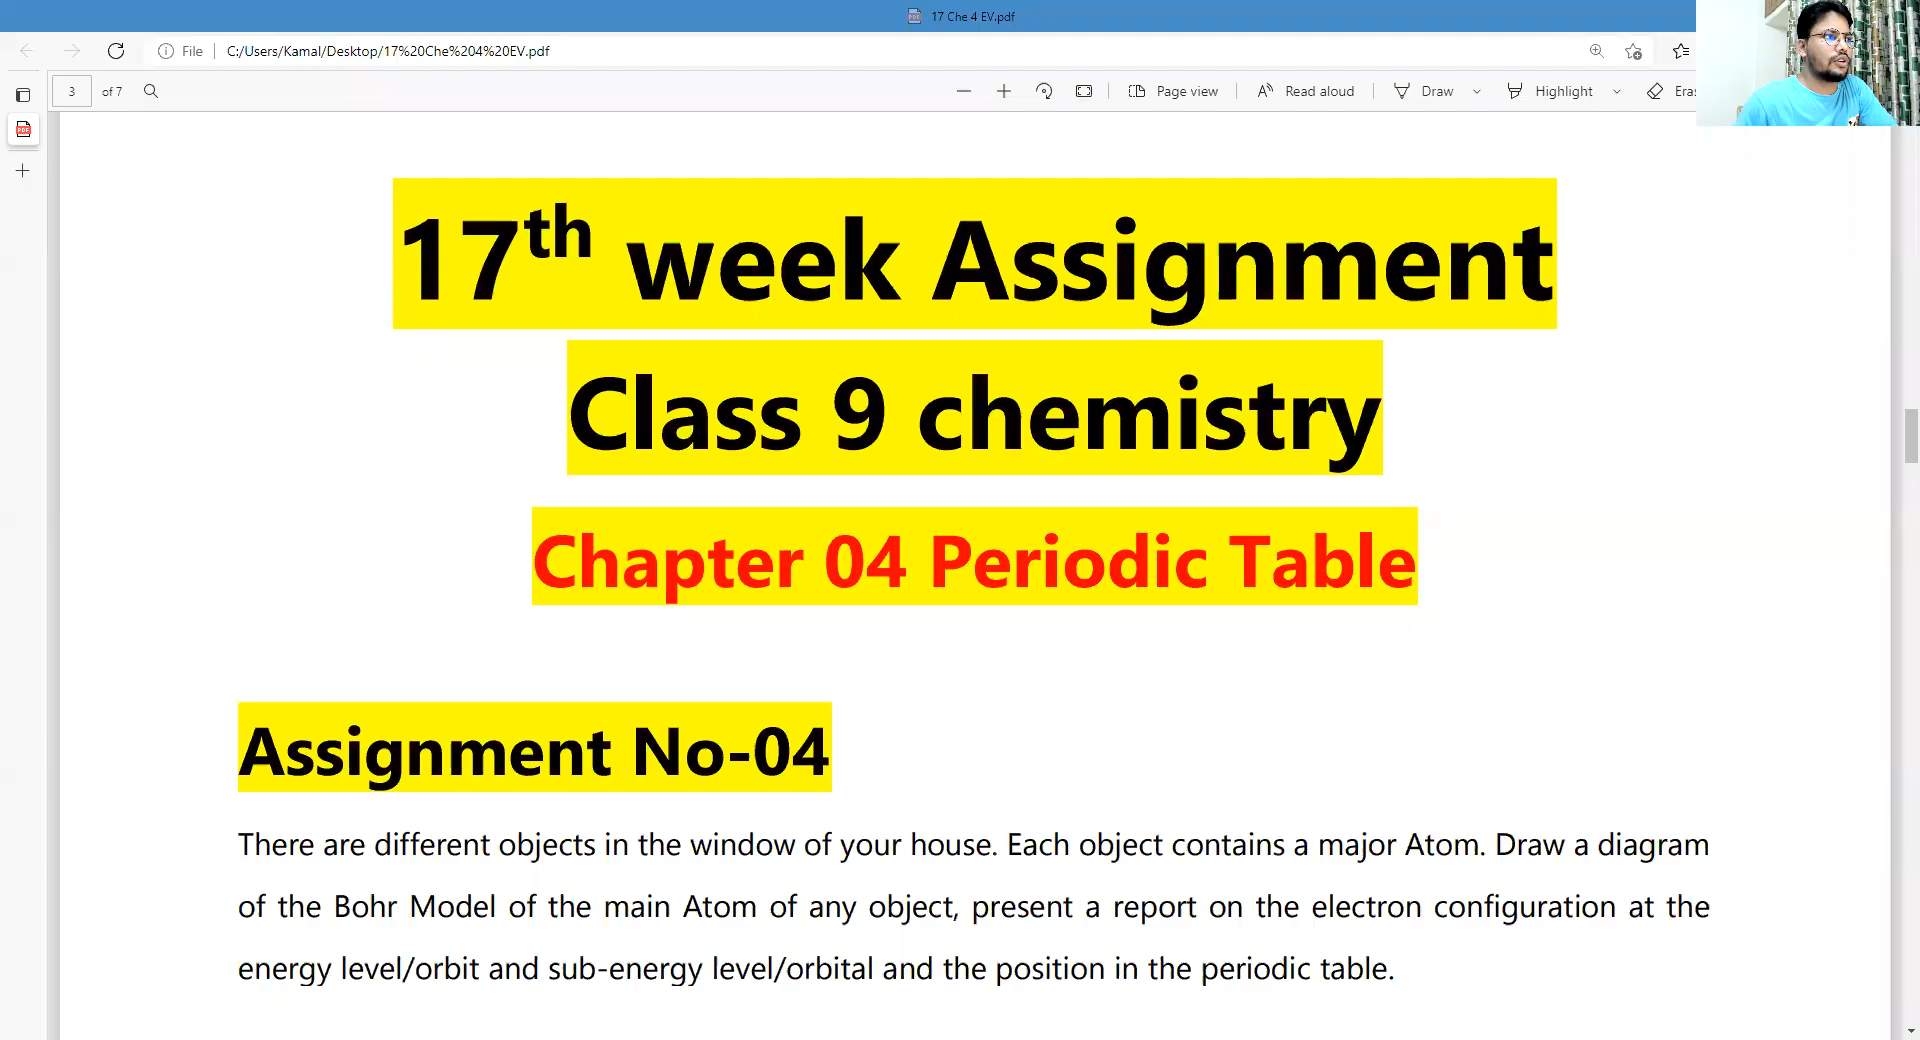 17 Che 4 EV.pdf
File C:/Users/Kamal/Desktop/17%20Che%204%20EV.pdf
3 of 7 Page view Read aloud Draw Highlight
17th week Assignment
Class 9 chemistry
Chapter 04 Periodic Table
Assignment No-04
There are different objects in the window of your house. Each object contains a major Atom. Draw a diagram
of the Bohr Model of the main Atom of any object, present a report on the electron configuration at the
energy level/orbit and sub-energy level/orbital and the position in the periodic table.